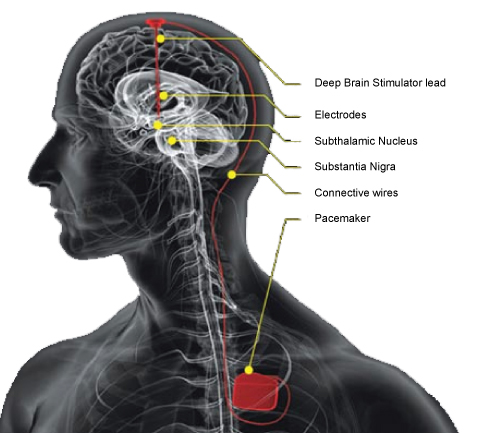 Deep Brain Stimulator lead
Electrodes
Subthalamic Nucleus
Substantia Nigra
Connective wires
Pacemaker